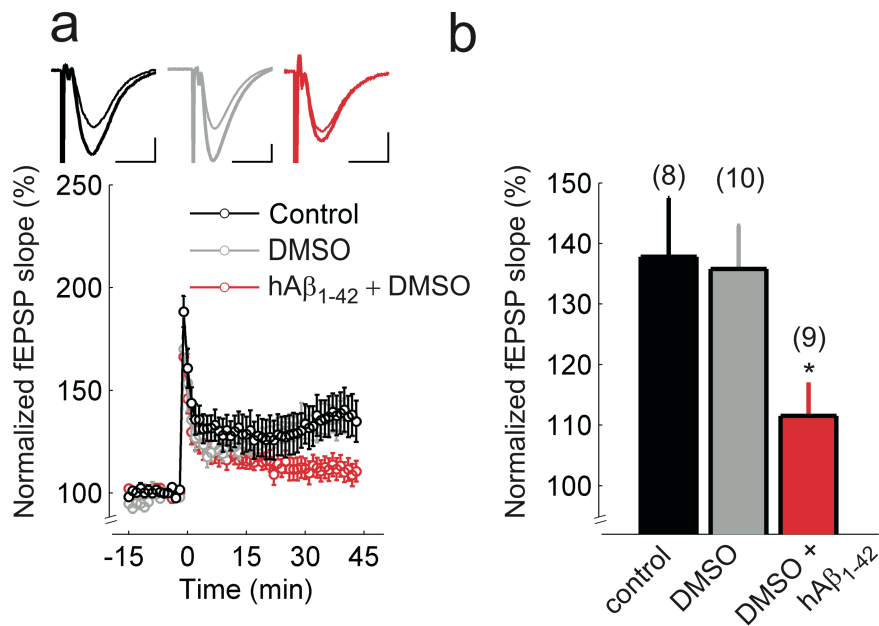 a
Normalized fEPSP slope (%)
250
200
150
100
Control
DMSO
hAβ1-42 + DMSO
-15 0 15 30 45
Time (min)
b
Normalized fEPSP slope (%)
150
140
130
120
110
100
(8)
(10)
(9)
*
control
DMSO
DMSO +
hAβ1-42